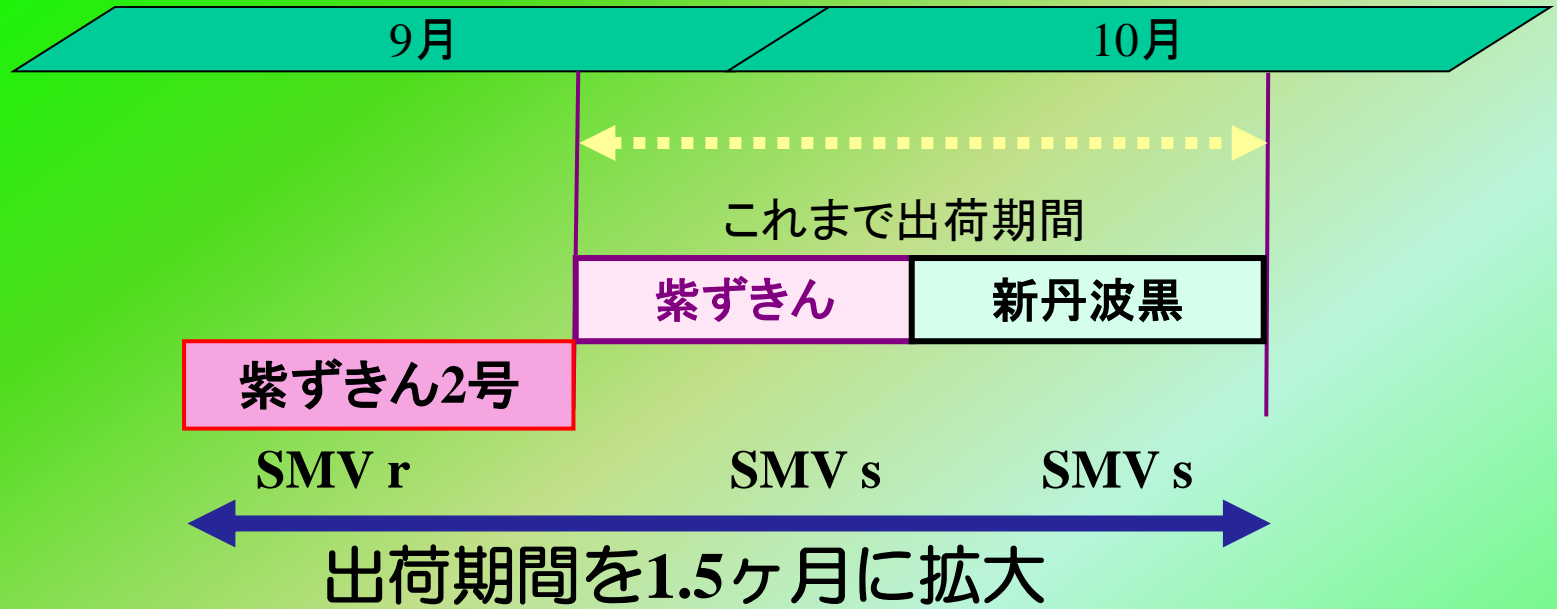 9月 10月
これまで出荷期間
紫ずきん 新丹波黒
紫ずきん2号
SMV r SMV s SMV s
出荷期間を1.5ヶ月に拡大